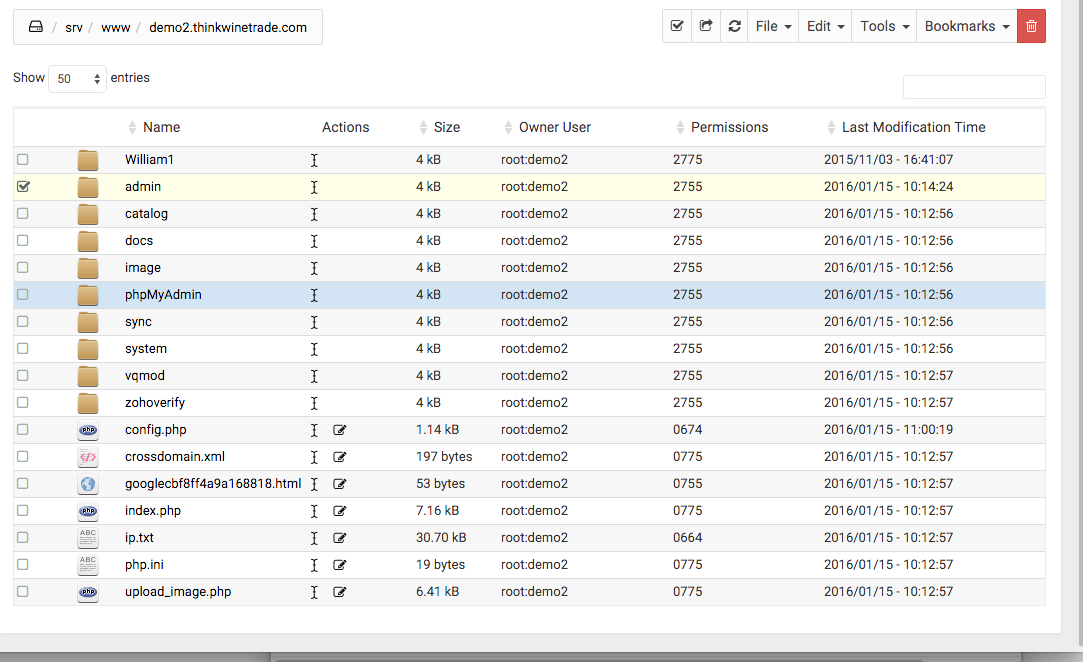 / srv / www / demo2.thinkwinetrade.com File Edit Tools Bookmarks
Show 50 entries
Name Actions Size Owner User Permissions Last Modification Time
William1 4 kB root:demo2 2775 2015/11/03 - 16:41:07
admin 4 kB root:demo2 2755 2016/01/15 - 10:14:24
catalog 4 kB root:demo2 2755 2016/01/15 - 10:12:56
docs 4 kB root:demo2 2755 2016/01/15 - 10:12:56
image 4 kB root:demo2 2755 2016/01/15 - 10:12:56
phpMyAdmin 4 kB root:demo2 2755 2016/01/15 - 10:12:56
sync 4 kB root:demo2 2755 2016/01/15 - 10:12:56
system 4 kB root:demo2 2755 2016/01/15 - 10:12:56
vqmod 4 kB root:demo2 2755 2016/01/15 - 10:12:57
zohoverify 4 kB root:demo2 2755 2016/01/15 - 10:12:57
php config.php 1.14 kB root:demo2 0674 2016/01/15 - 11:00:19
</> crossdomain.xml 197 bytes root:demo2 0775 2016/01/15 - 10:12:57
googlecbf8ff4a9a168818.html 53 bytes root:demo2 0755 2016/01/15 - 10:12:57
php index.php 7.16 kB root:demo2 0775 2016/01/15 - 10:12:57
ABC ip.txt 30.70 kB root:demo2 0664 2016/01/15 - 10:12:57
ABC php.ini 19 bytes root:demo2 0775 2016/01/15 - 10:12:57
php upload_image.php 6.41 kB root:demo2 0775 2016/01/15 - 10:12:57